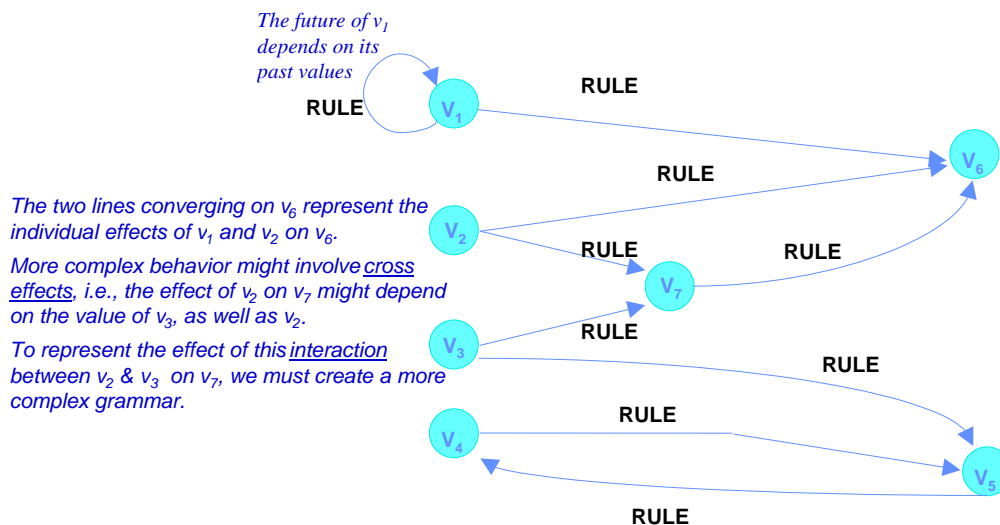 The future of v₁
depends on its
past values
RULE
RULE
V₁
RULE
V₆
The two lines converging on v₆ represent the
individual effects of v₁ and v₂ on v₆.
V₂
RULE
RULE
More complex behavior might involve cross
effects, i.e., the effect of v₂ on v₇ might depend
on the value of v₃, as well as v₂.
V₇
RULE
V₃
To represent the effect of this interaction
between v₂ & v₃ on v₇, we must create a more
complex grammar.
RULE
RULE
V₄
V₅
RULE